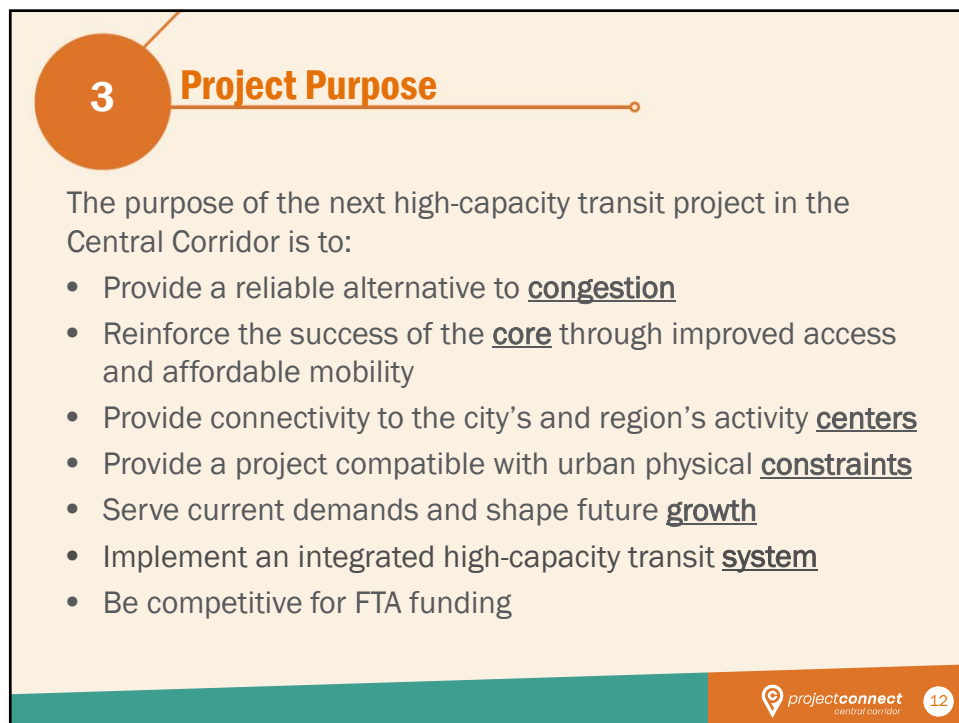 3
Project Purpose
The purpose of the next high-capacity transit project in the
Central Corridor is to:
• Provide a reliable alternative to congestion
• Reinforce the success of the core through improved access
and affordable mobility
• Provide connectivity to the city’s and region’s activity centers
• Provide a project compatible with urban physical constraints
• Serve current demands and shape future growth
• Implement an integrated high-capacity transit system
• Be competitive for FTA funding
C
projectconnect
central corridor
12